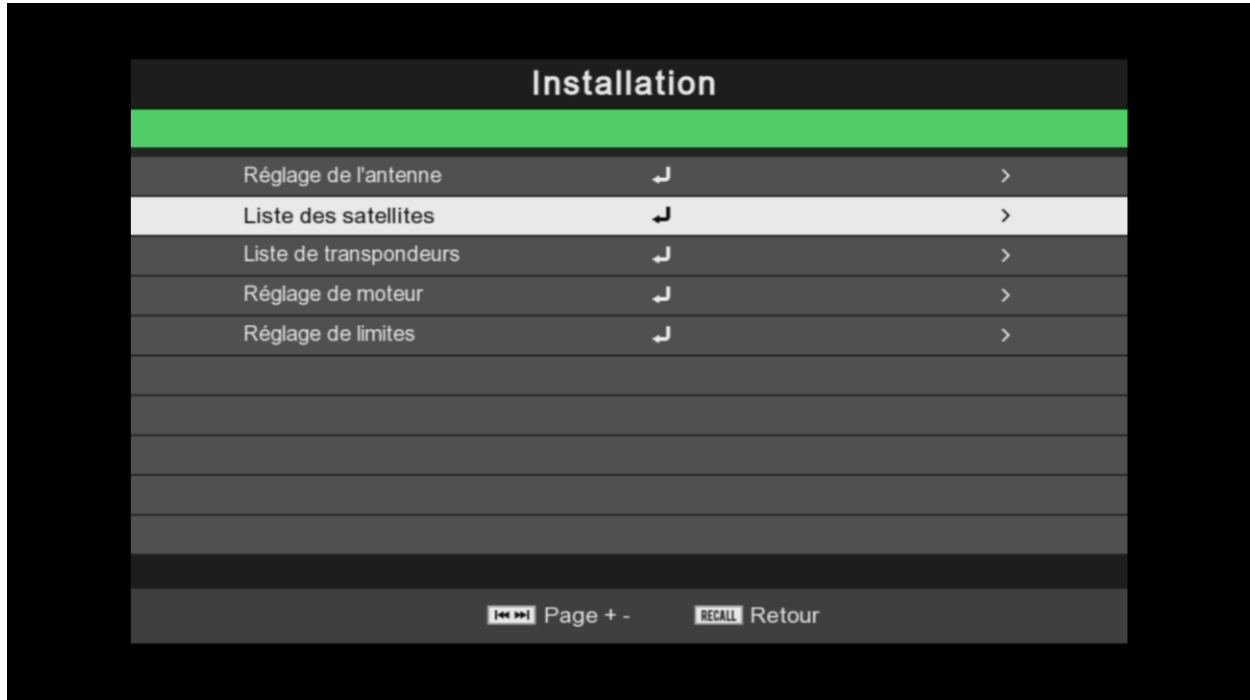 Installation
Réglage de l'antenne
Liste des satellites
Liste de transpondeurs
Réglage de moteur
Réglage de limites
Page + - RECALL Retour